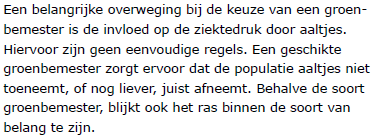 Een belangrijke overweging bij de keuze van een groen-
bemester is de invloed op de ziektedruk door aaltjes.
Hiervoor zijn geen eenvoudige regels. Een geschikte
groenbemester zorgt ervoor dat de populatie aaltjes niet
toeneemt, of nog liever, juist afneemt. Behalve de soort
groenbemester, blijkt ook het ras binnen de soort van
belang te zijn.